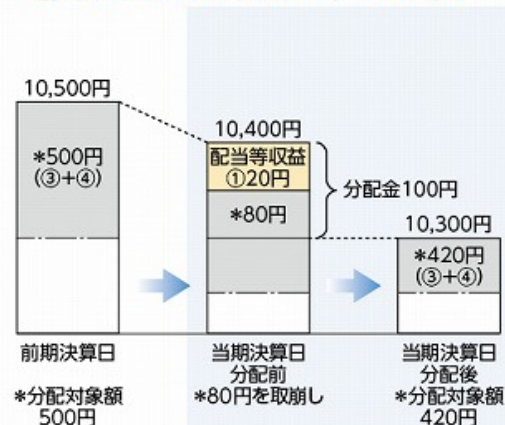 10,500円
*500円
(③+④)
10,400円
配当等収益
①20円
*80円
分配金100円
10,300円
*420円
(③+④)
前期決算日
*分配対象額
500円
当期決算日
分配前
*80円を取崩し
当期決算日
分配後
*分配対象額
420円